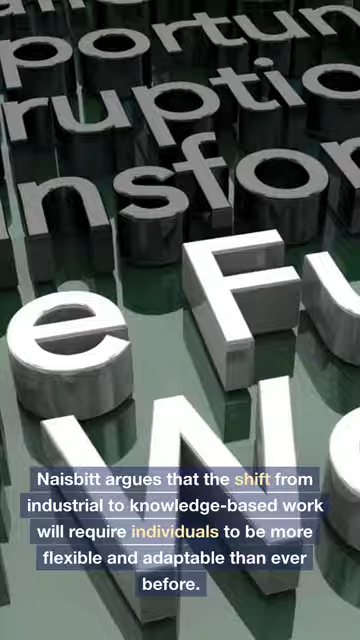 portun
ruptio
nsfor
e Fu
W
Naisbitt argues that the shift from
industrial to knowledge-based work
will require individuals to be more
flexible and adaptable than ever
before.